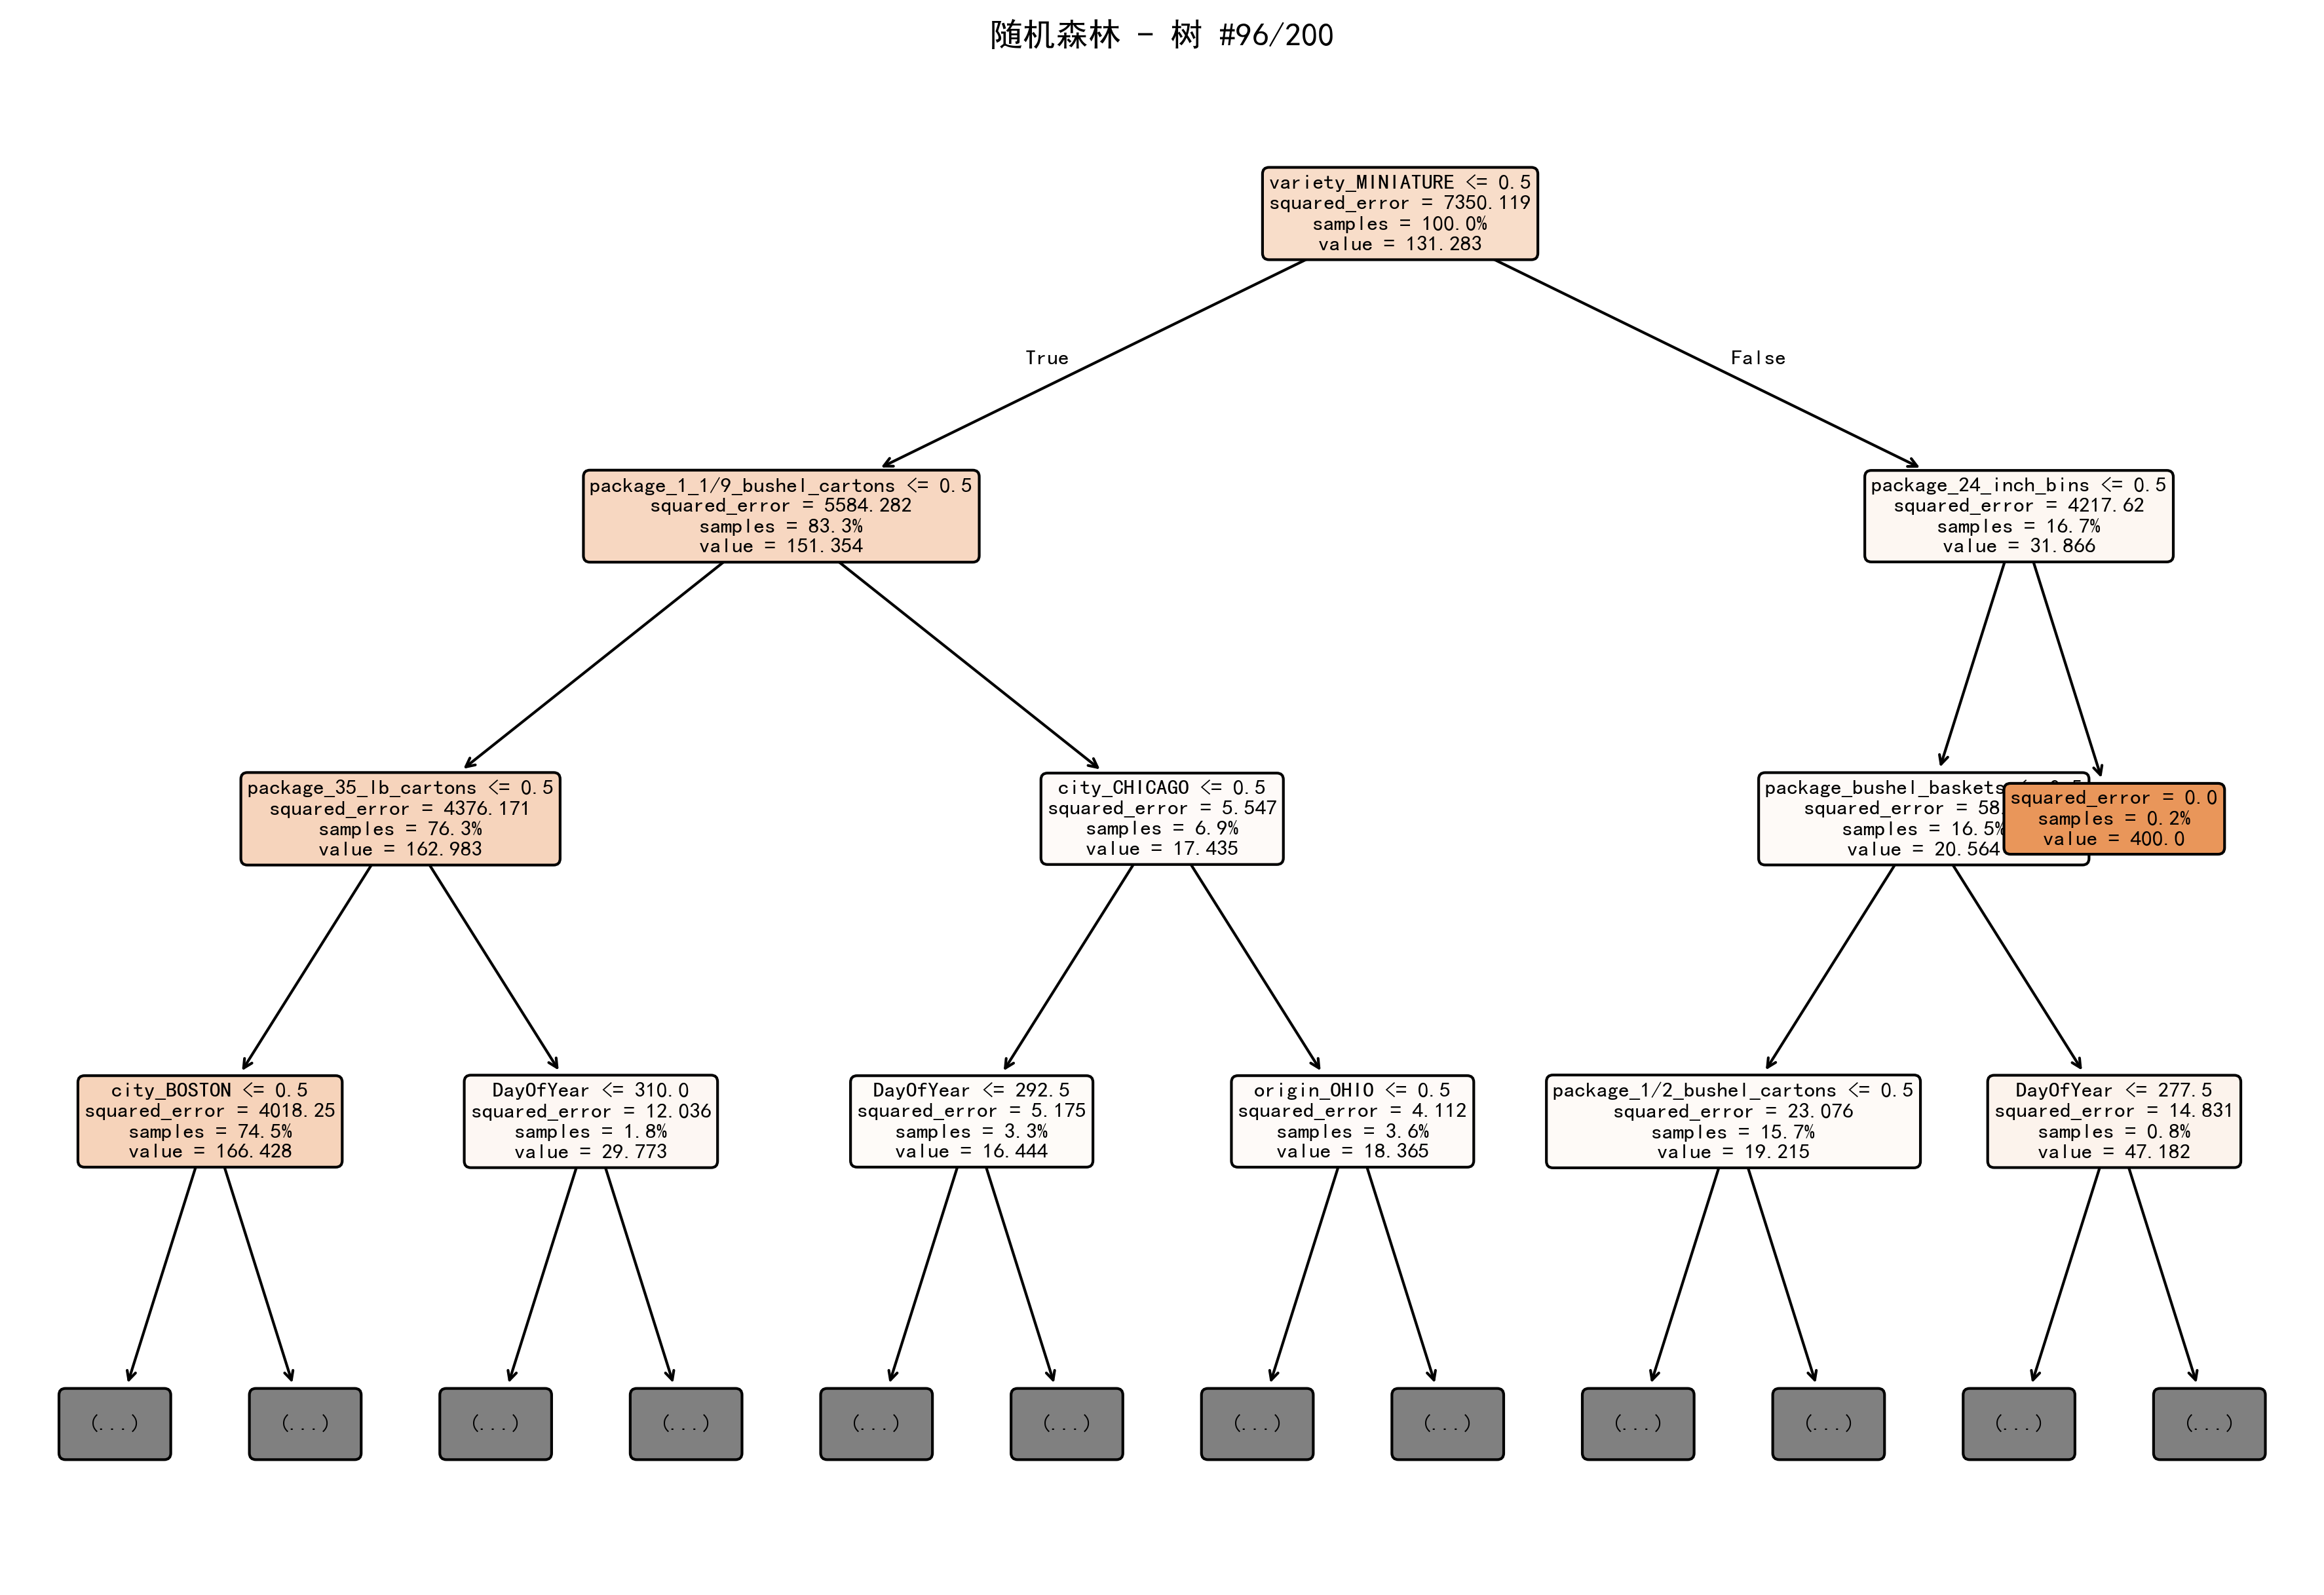 随机森林 - 树 #96/200
variety_MINIATURE <= 0.5
squared_error = 7350.119
samples = 100.0%
value = 131.283
True
False
package_1_1/9_bushel_cartons <= 0.5
squared_error = 5584.282
samples = 83.3%
value = 151.354
package_24_inch_bins <= 0.5
squared_error = 4217.62
samples = 16.7%
value = 31.866
package_35_lb_cartons <= 0.5
squared_error = 4376.171
samples = 76.3%
value = 162.983
city_CHICAGO <= 0.5
squared_error = 5.547
samples = 6.9%
value = 17.435
package_bushel_baskets
squared_error = 58.
samples = 16.5%
value = 20.564
squared_error = 0.0
samples = 0.2%
value = 400.0
city_BOSTON <= 0.5
squared_error = 4018.25
samples = 74.5%
value = 166.428
DayOfYear <= 310.0
squared_error = 12.036
samples = 1.8%
value = 29.773
DayOfYear <= 292.5
squared_error = 5.175
samples = 3.3%
value = 16.444
origin_OHIO <= 0.5
squared_error = 4.112
samples = 3.6%
value = 18.365
package_1/2_bushel_cartons <= 0.5
squared_error = 23.076
samples = 15.7%
value = 19.215
DayOfYear <= 277.5
squared_error = 14.831
samples = 0.8%
value = 47.182
(...)
(...)
(...)
(...)
(...)
(...)
(...)
(...)
(...)
(...)
(...)
(...)